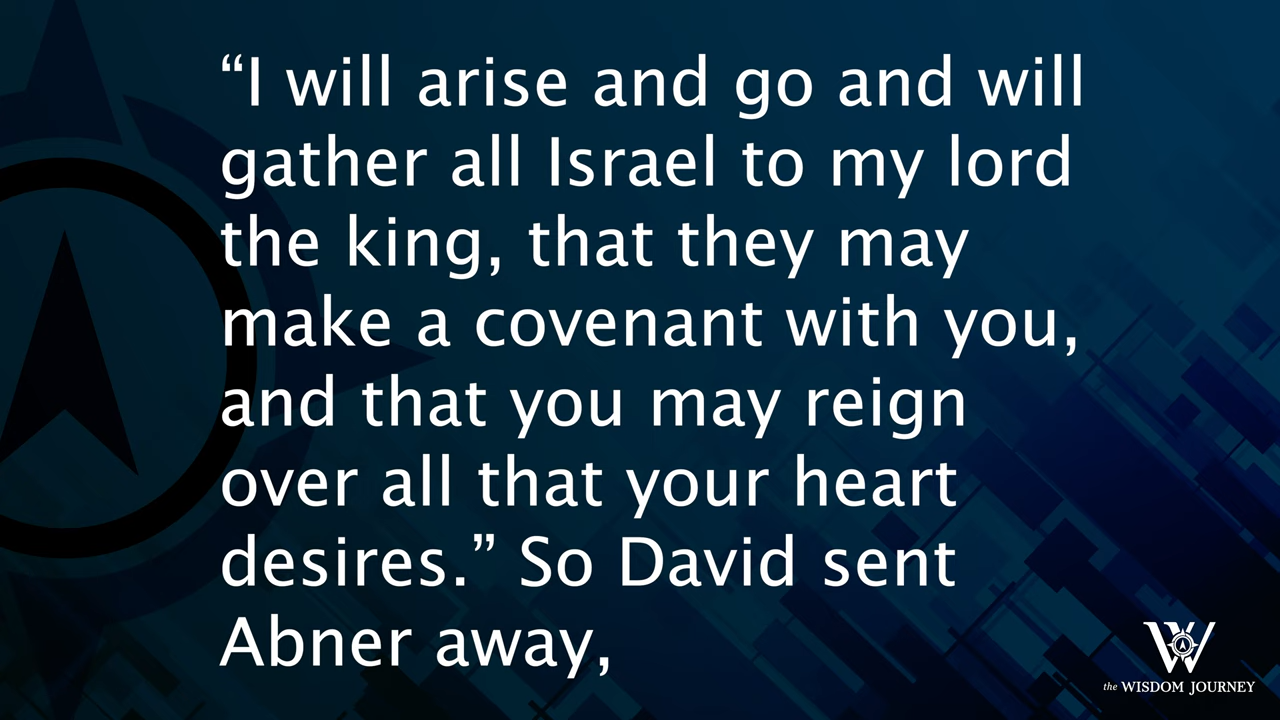 “I will arise and go and will
gather all Israel to my lord
the king, that they may
make a covenant with you,
and that you may reign
over all that your heart
desires.” So David sent
Abner away,
W
the WISDOM JOURNEY